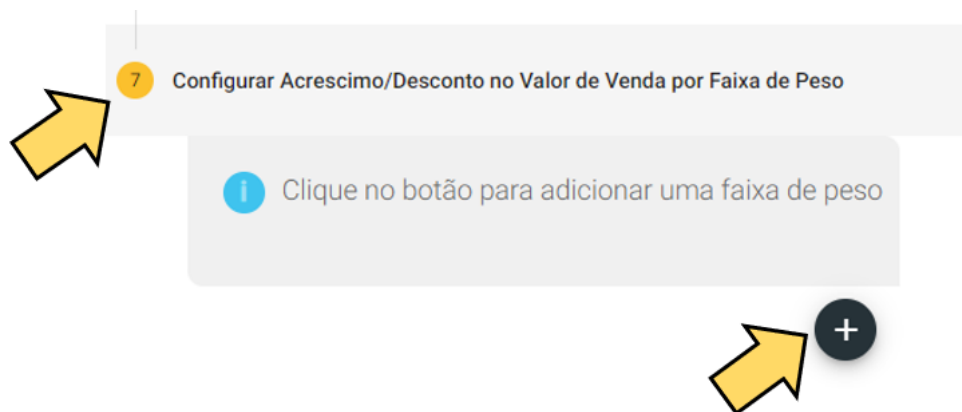 7 Configurar Acrescimo/Desconto no Valor de Venda por Faixa de Peso
i Clique no botão para adicionar uma faixa de peso
+